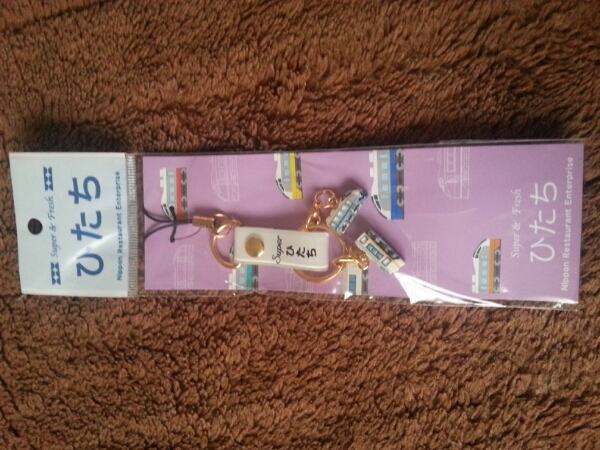 Super & Fresh
ひたち
Nippon Restaurant Enterprise
Super
ひたち
Super & Fresh
ひたち
Nippon Restaurant Enterprise